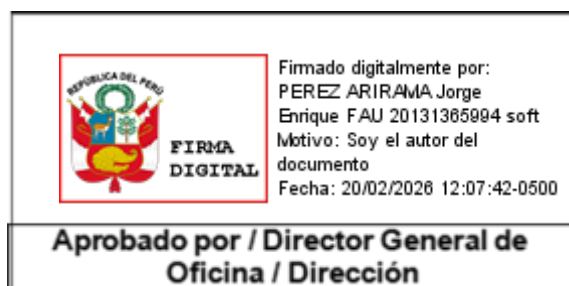 REPÚBLICA DEL PERÚ
FIRMA
DIGITAL
Firmado digitalmente por:
PEREZ ARIRAMA Jorge
Enrique FAU 20131365994 soft
Motivo: Soy el autor del
documento
Fecha: 20/02/2026 12:07:42-0500
Aprobado por / Director General de
Oficina / Dirección